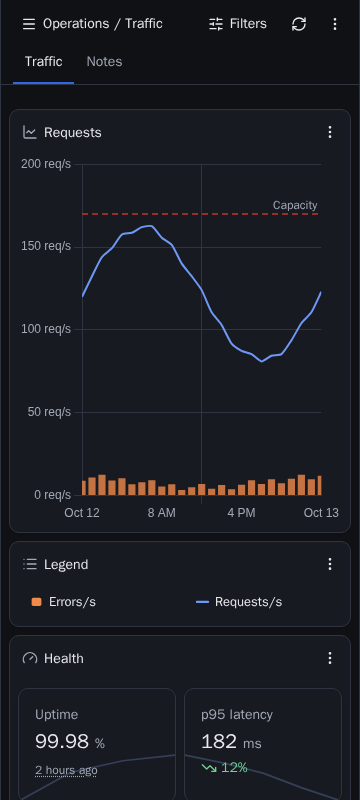 Operations / Traffic Filters
Traffic Notes
Requests
200 req/s
Capacity
150 req/s
100 req/s
50 req/s
0 req/s
Oct 12 8 AM 4 PM Oct 13
Legend
Errors/s Requests/s
Health
Uptime
99.98 %
2 hours ago
p95 latency
182 ms
12%